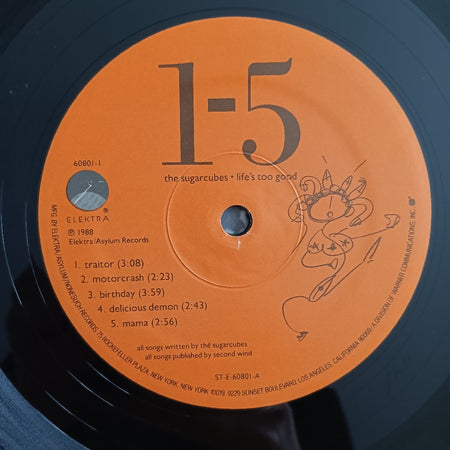 1-5
the sugarcubes • life's too good
60801-1
ELEKTRA®
℗ 1988
Elektra/Asylum Records
1. traitor (3:08)
2. motorcrash (2:23)
3. birthday (3:59)
4. delicious demon (2:43)
5. mama (2:56)
all songs written by the sugarcubes
all songs published by second wind
ST-E-60801-A
MFG. BY ELEKTRA/ASYLUM/NONESUCH RECORDS 75 ROCKEFELLER PLAZA, NEW YORK, NEW YORK 10019. 9229 SUNSET BOULEVARD, LOS ANGELES, CALIFORNIA 90069. A DIVISION OF WARNER COMMUNICATIONS INC.